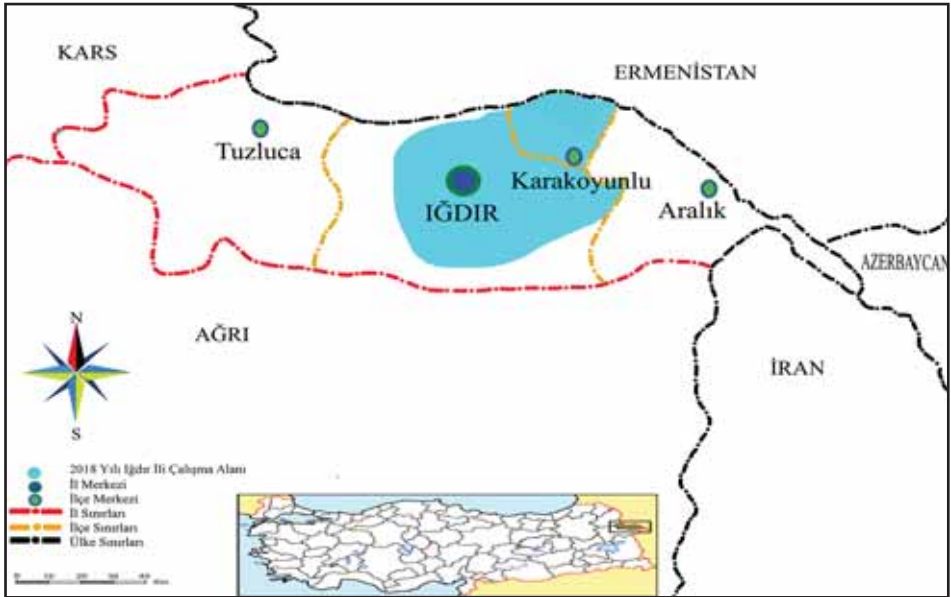 KARS
ERMENİSTAN
Tuzluca
Karakoyunlu
IĞDIR
Aralık
AZERBAYCAN
AĞRI
İRAN
N
S
2018 Yılı Iğdır İli Çalışma Alanı
İl Merkezi
İlçe Merkezi
İl Sınırları
İlçe Sınırları
Ülke Sınırları